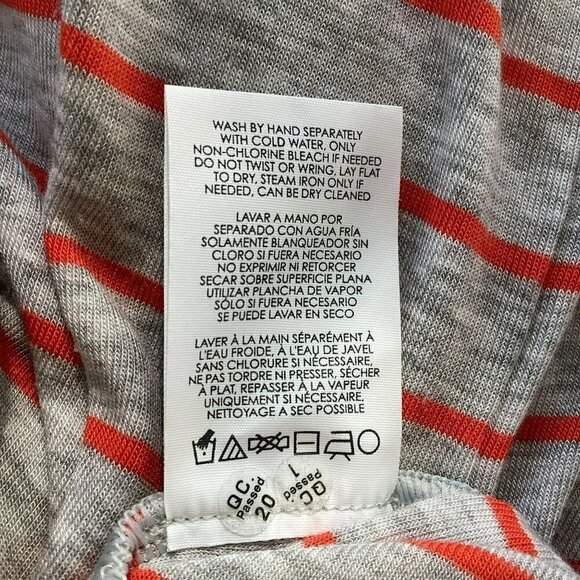 WASH BY HAND SEPARATELY
WITH COLD WATER, ONLY
NON-CHLORINE BLEACH IF NEEDED
DO NOT TWIST OR WRING, LAY FLAT
TO DRY, STEAM IRON ONLY IF
NEEDED, CAN BE DRY CLEANED
LAVAR A MANO POR
SEPARADO CON AGUA FRÍA
SOLAMENTE BLANQUEADOR SIN
CLORO SI FUERA NECESARIO
NO EXPRIMIR NI RETORCER
SECAR SOBRE SUPERFICIE PLANA
UTILIZAR PLANCHA DE VAPOR
SÓLO SI FUERA NECESARIO
SE PUEDE LAVAR EN SECO
LAVER À LA MAIN SÉPARÉMENT À
L'EAU FROIDE, À L'EAU DE JAVEL
SANS CHLORURE SI NÉCESSAIRE,
NE PAS TORDRE NI PRESSER, SÉCHER
À PLAT, REPASSER À LA VAPEUR
UNIQUEMENT SI NÉCESSAIRE,
NETTOYAGE A SEC POSSIBLE
QC.
Passed
20
QC.
Passed
1